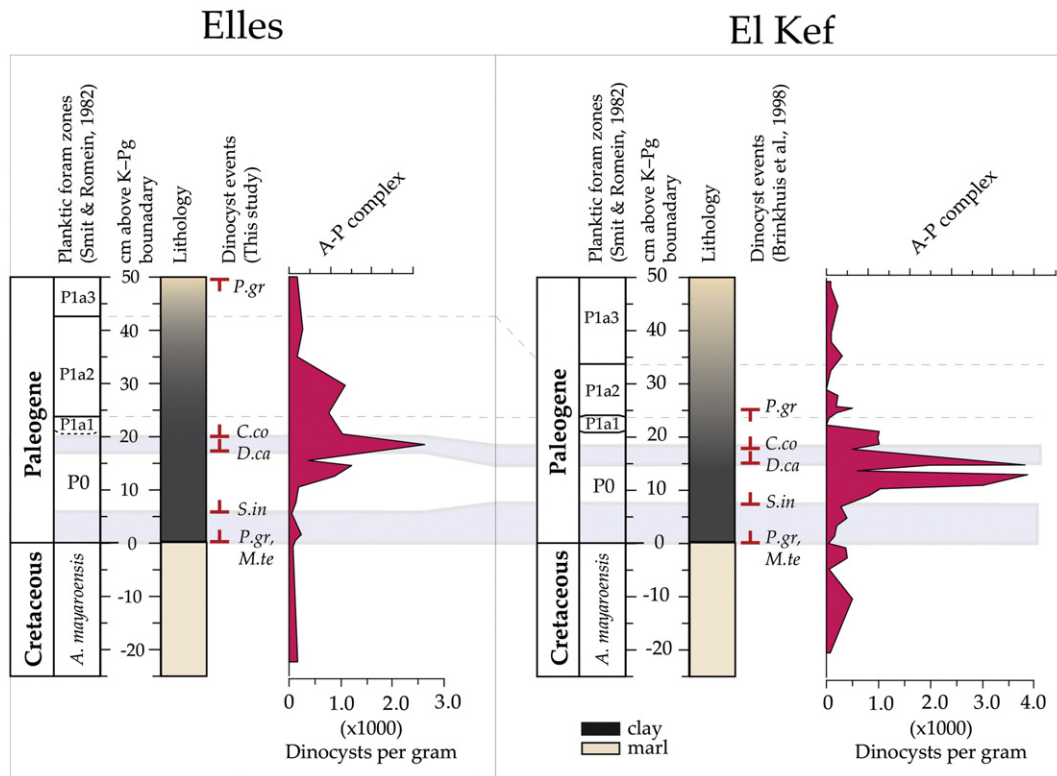 Elles
El Kef
Planktic foram zones
(Smit & Romein, 1982)
cm above K–Pg
bounadary
Lithology
Dinocyst events
(This study)
A-P complex
Planktic foram zones
(Smit & Romein, 1982)
cm above K–Pg
bounadary
Lithology
Dinocyst events
(Brinkhuis et al., 1998)
A-P complex
Paleogene
Cretaceous
P1a3
P1a2
P1a1
P0
A. mayaroensis
50
40
30
20
10
0
-10
-20
P.gr
C.co
D.ca
S.in
P.gr,
M.te
0 1.0 2.0 3.0
(x1000)
Dinocysts per gram
Paleogene
Cretaceous
P1a3
P1a2
P1a1
P0
A. mayaroensis
50
40
30
20
10
0
-10
-20
P.gr
C.co
D.ca
S.in
P.gr,
M.te
0 1.0 2.0 3.0 4.0
(x1000)
Dinocysts per gram
clay
marl